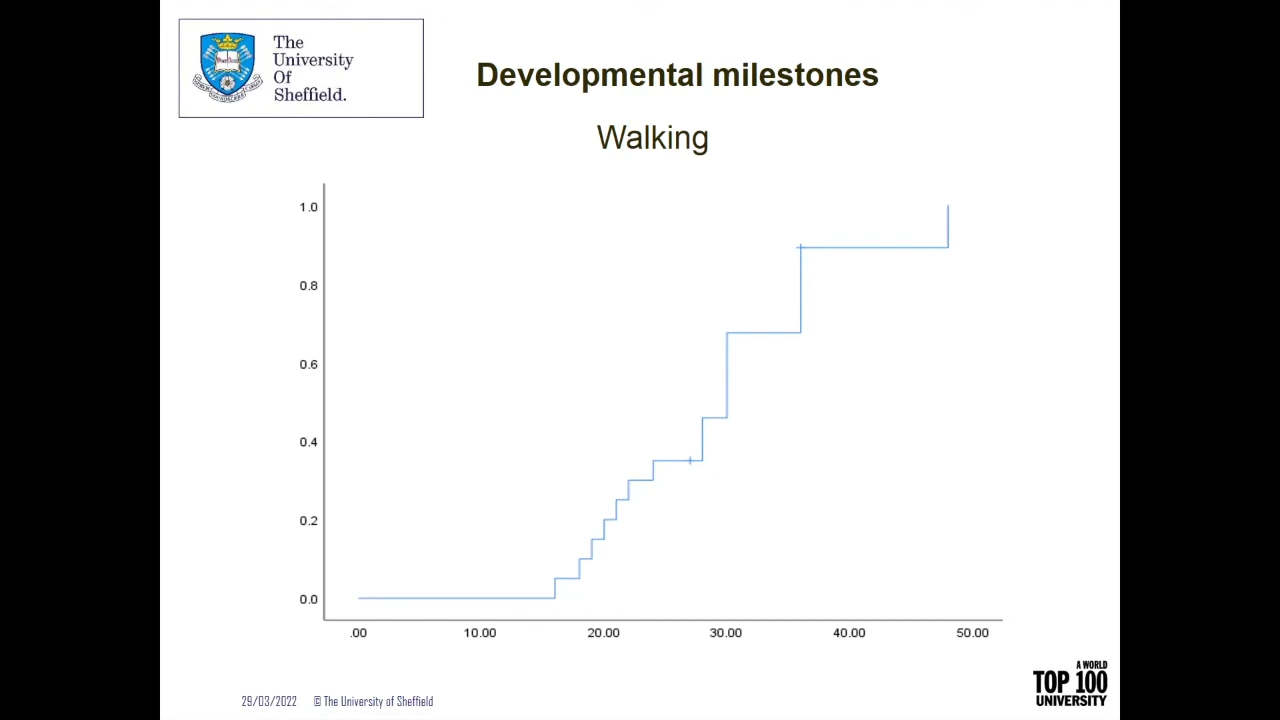 The
University
Of
Sheffield.
Developmental milestones
Walking
1.0
0.8
0.6
0.4
0.2
0.0
.00 10.00 20.00 30.00 40.00 50.00
29/03/2022 © The University of Sheffield
A WORLD
TOP 100
UNIVERSITY